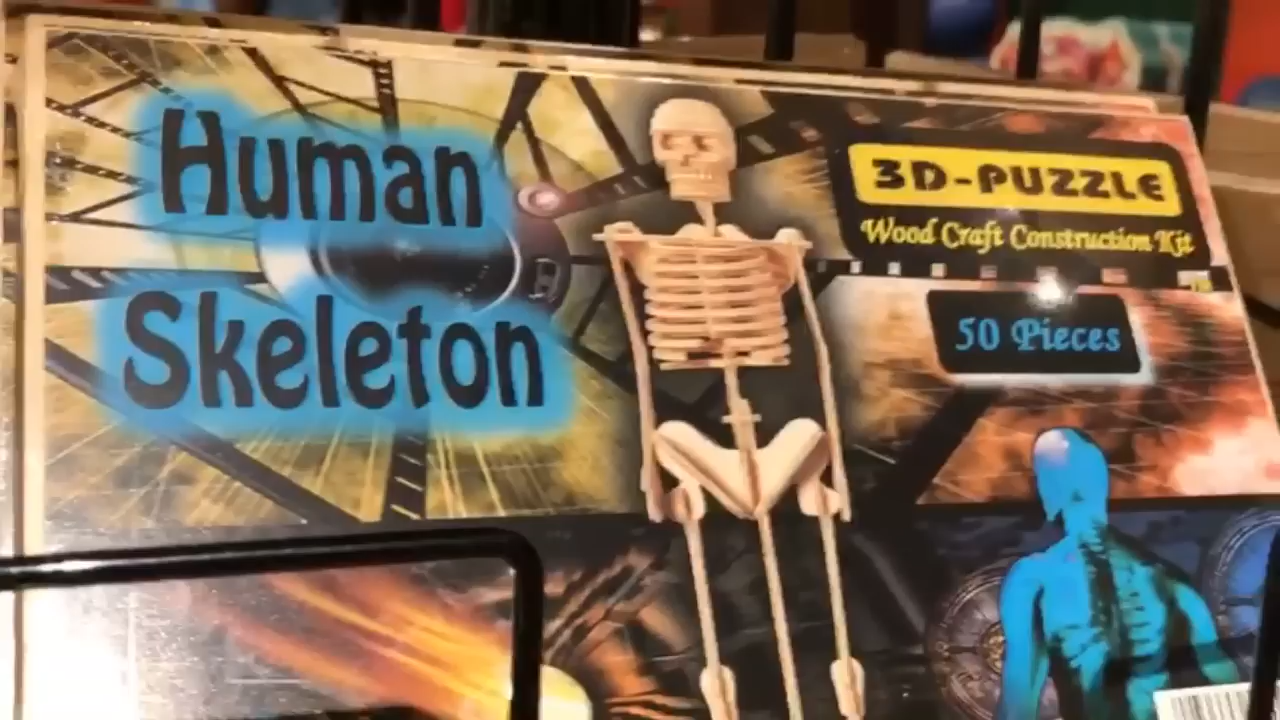 Human
Skeleton
3D-PUZZLE
Wood Craft Construction Kit
50 Pieces